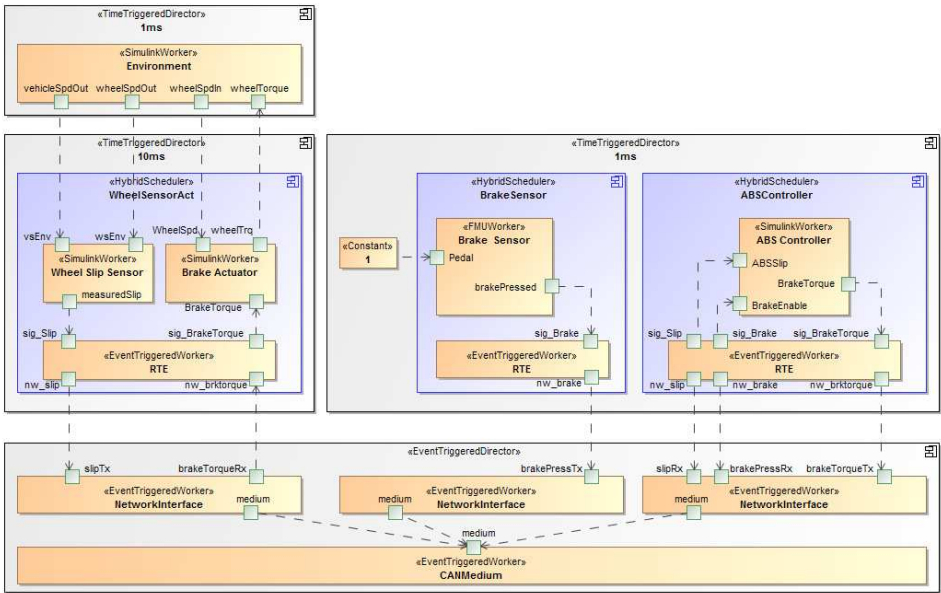 «TimeTriggeredDirector»
1ms
«SimulinkWorker»
Environment
vehicleSpdOut wheelSpdOut wheelSpdIn wheelTorque
«TimeTriggeredDirector»
10ms
«HybridScheduler»
WheelSensorAct
vsEnv wsEnv WheelSpd wheelTrq
«SimulinkWorker»
Wheel Slip Sensor
measuredSlip
«SimulinkWorker»
Brake Actuator
BrakeTorque
sig_Slip sig_BrakeTorque
«EventTriggeredWorker»
RTE
nw_slip nw_brktorque
«TimeTriggeredDirector»
1ms
«HybridScheduler»
BrakeSensor
«Constant»
1
«FMUWorker»
Brake Sensor
Pedal
brakePressed
sig_Brake
«EventTriggeredWorker»
RTE
nw_brake
«HybridScheduler»
ABSController
«SimulinkWorker»
ABS Controller
ABSSlip
BrakeTorque
BrakeEnable
sig_Slip sig_Brake sig_BrakeTorque
«EventTriggeredWorker»
RTE
nw_slip nw_brake nw_brktorque
«EventTriggeredDirector»
slipTx brakeTorqueRx
«EventTriggeredWorker»
NetworkInterface
medium
brakePressTx
«EventTriggeredWorker»
NetworkInterface
medium
slipRx brakePressRx brakeTorqueTx
«EventTriggeredWorker»
NetworkInterface
medium
medium
«EventTriggeredWorker»
CANMedium